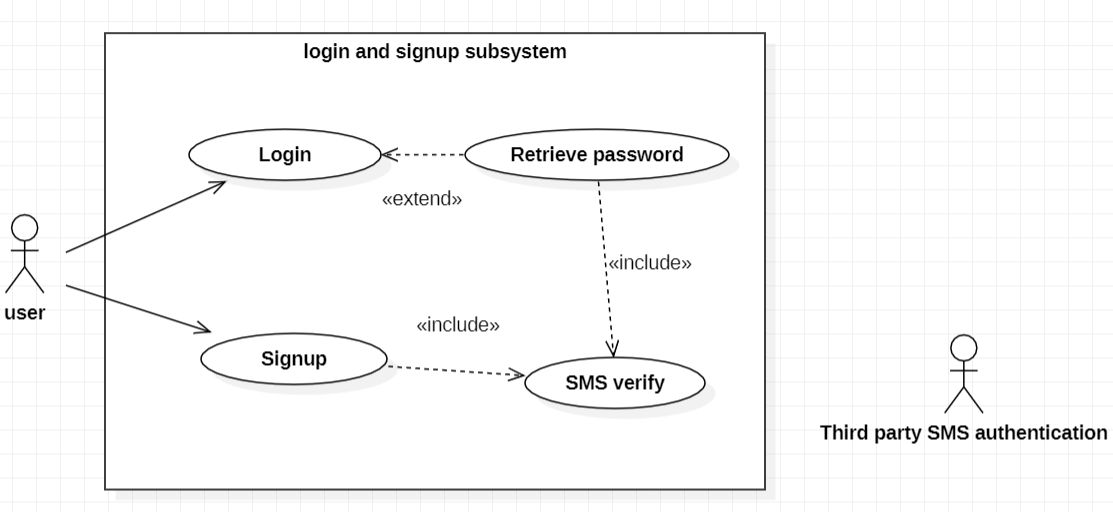 login and signup subsystem
Login
Retrieve password
«extend»
«include»
user
«include»
Signup
SMS verify
Third party SMS authentication